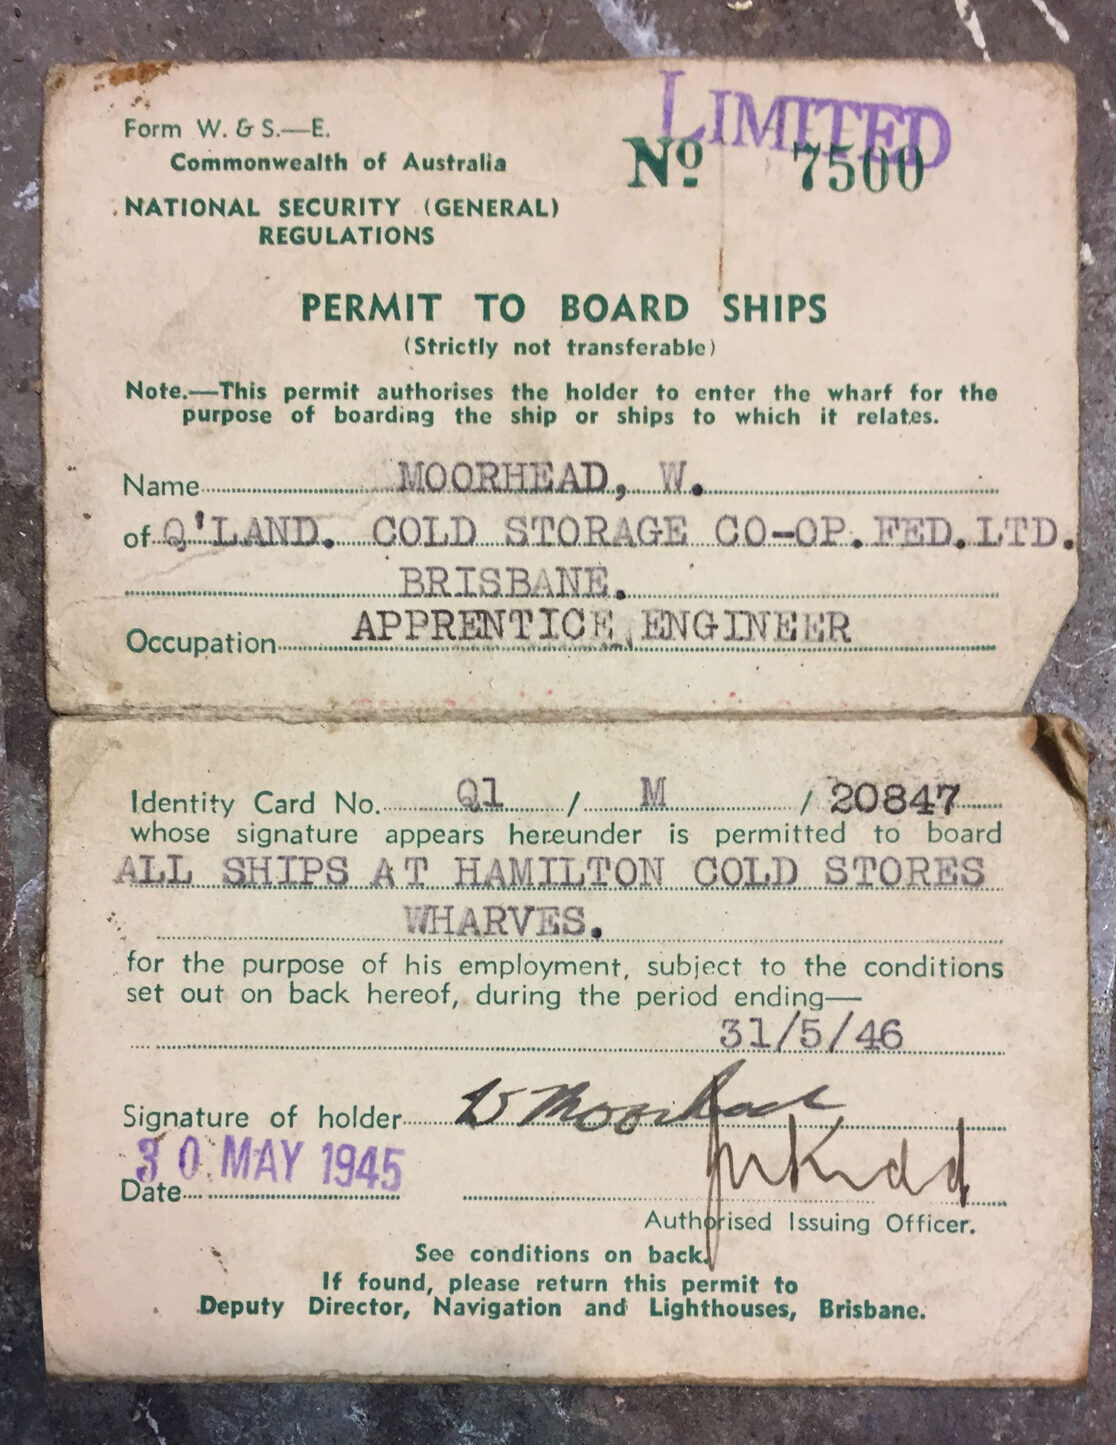 LIMITED
Form W. & S.—E.
Commonwealth of Australia
Nº 7500
NATIONAL SECURITY (GENERAL)
REGULATIONS
PERMIT TO BOARD SHIPS
(Strictly not transferable)
Note.—This permit authorises the holder to enter the wharf for the
purpose of boarding the ship or ships to which it relates.
Name MOORHEAD, W.
of Q'LAND. COLD STORAGE CO-OP. FED. LTD.
BRISBANE.
Occupation APPRENTICE ENGINEER
Identity Card No. Q1 / M / 20847
whose signature appears hereunder is permitted to board
ALL SHIPS AT HAMILTON COLD STORES
WHARVES.
for the purpose of his employment, subject to the conditions
set out on back hereof, during the period ending—
31/5/46
Signature of holder W Moorhead
30 MAY 1945
Date
Kidd
Authorised Issuing Officer.
See conditions on back.
If found, please return this permit to
Deputy Director, Navigation and Lighthouses, Brisbane.